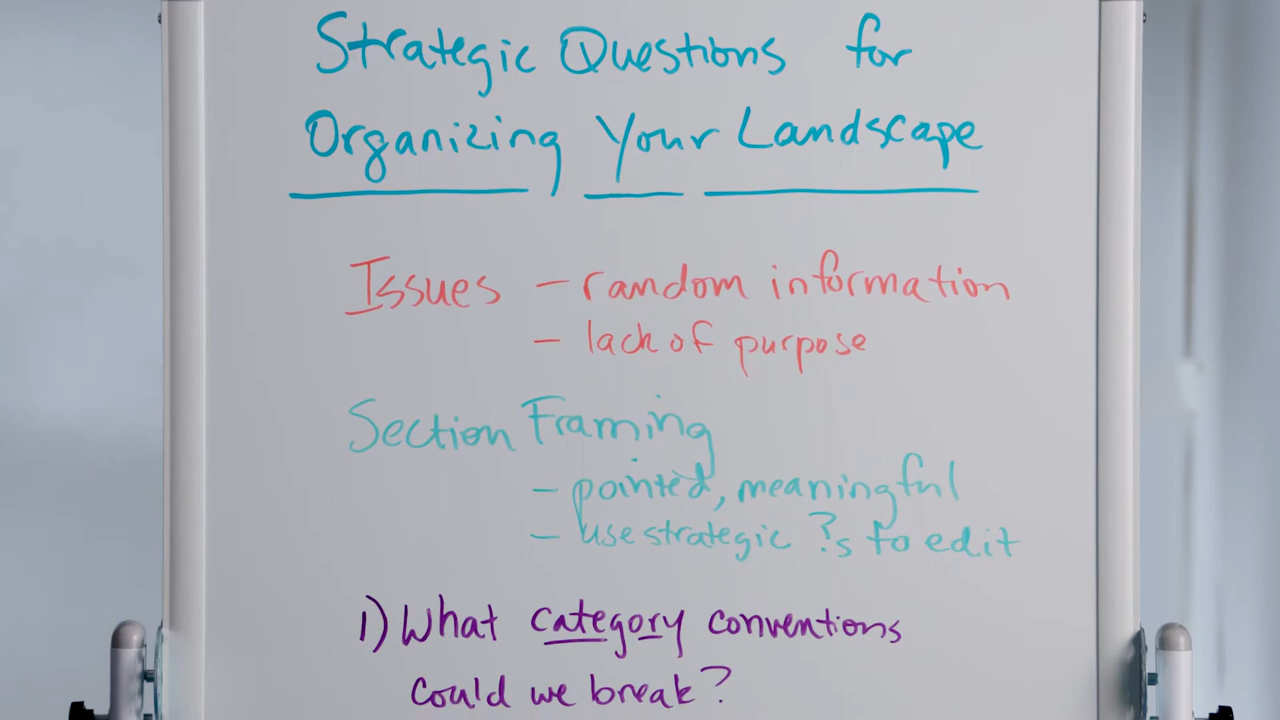 Strategic Questions for
Organizing Your Landscape
Issues - random information
- lack of purpose
Section Framing
- pointed, meaningful
- use strategic ?s to edit
1) What category conventions
could we break?